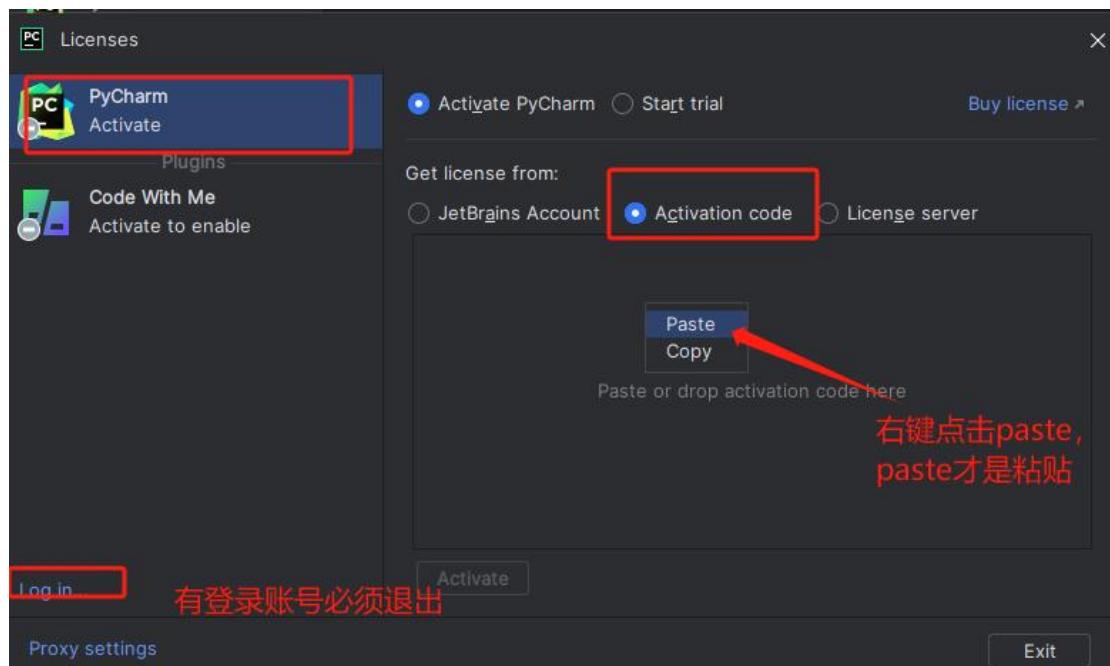 PC
Licenses
PC
PyCharm
Activate
Plugins
Code With Me
Activate to enable
Activate PyCharm
Start trial
Buy license
Get license from:
JetBrains Account
Activation code
License server
Paste
Copy
Paste or drop activation code here
右键点击paste,
paste才是粘贴
Activate
Log in...
有登录账号必须退出
Proxy settings
Exit